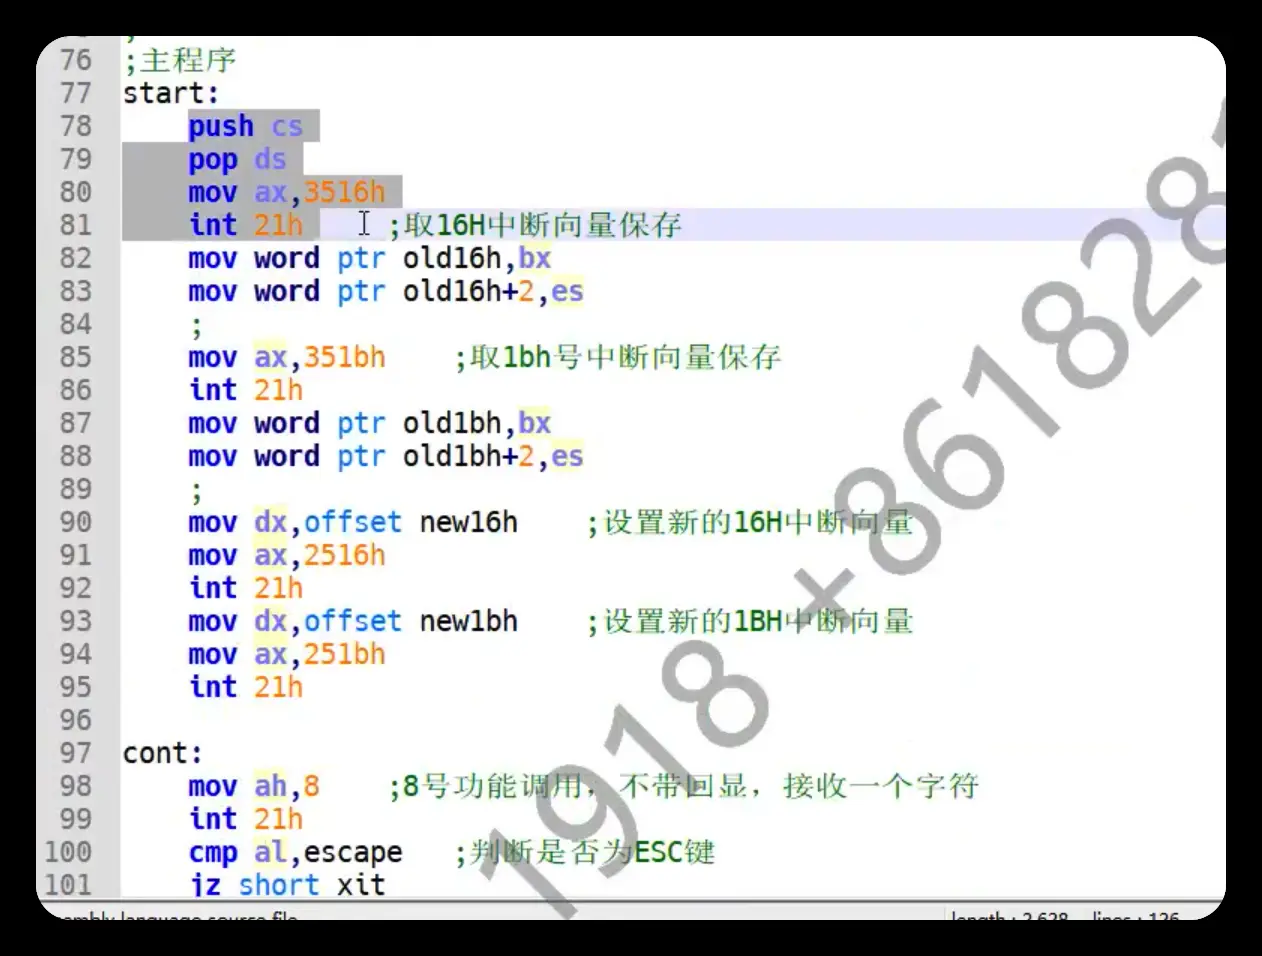 76 ;主程序
77 start:
78 push cs
79 pop ds
80 mov ax,3516h
81 int 21h ;取16H中断向量保存
82 mov word ptr old16h,bx
83 mov word ptr old16h+2,es
84 ;
85 mov ax,351bh ;取1bh号中断向量保存
86 int 21h
87 mov word ptr old1bh,bx
88 mov word ptr old1bh+2,es
89 ;
90 mov dx,offset new16h ;设置新的16H中断向量
91 mov ax,2516h
92 int 21h
93 mov dx,offset new1bh ;设置新的1BH中断向量
94 mov ax,251bh
95 int 21h
96
97 cont:
98 mov ah,8 ;8号功能调用，不带回显，接收一个字符
99 int 21h
100 cmp al,escape ;判断是否为ESC键
101 jz short xit
language source file length : 2,628 lines : 126
1918 +861828